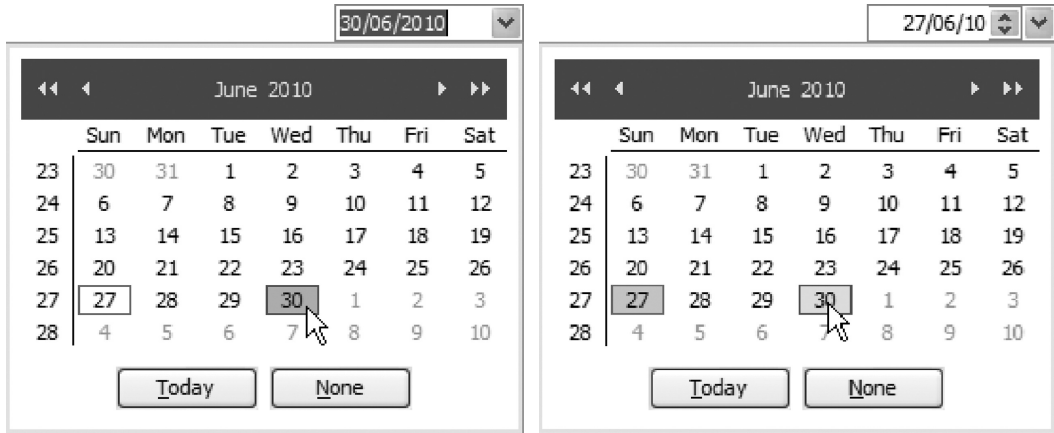 30/06/2010
June 2010
Sun Mon Tue Wed Thu Fri Sat
23 30 31 1 2 3 4 5
24 6 7 8 9 10 11 12
25 13 14 15 16 17 18 19
26 20 21 22 23 24 25 26
27 27 28 29 30 1 2 3
28 4 5 6 7 8 9 10
Today None
27/06/10
June 2010
Sun Mon Tue Wed Thu Fri Sat
23 30 31 1 2 3 4 5
24 6 7 8 9 10 11 12
25 13 14 15 16 17 18 19
26 20 21 22 23 24 25 26
27 27 28 29 30 1 2 3
28 4 5 6 7 8 9 10
Today None